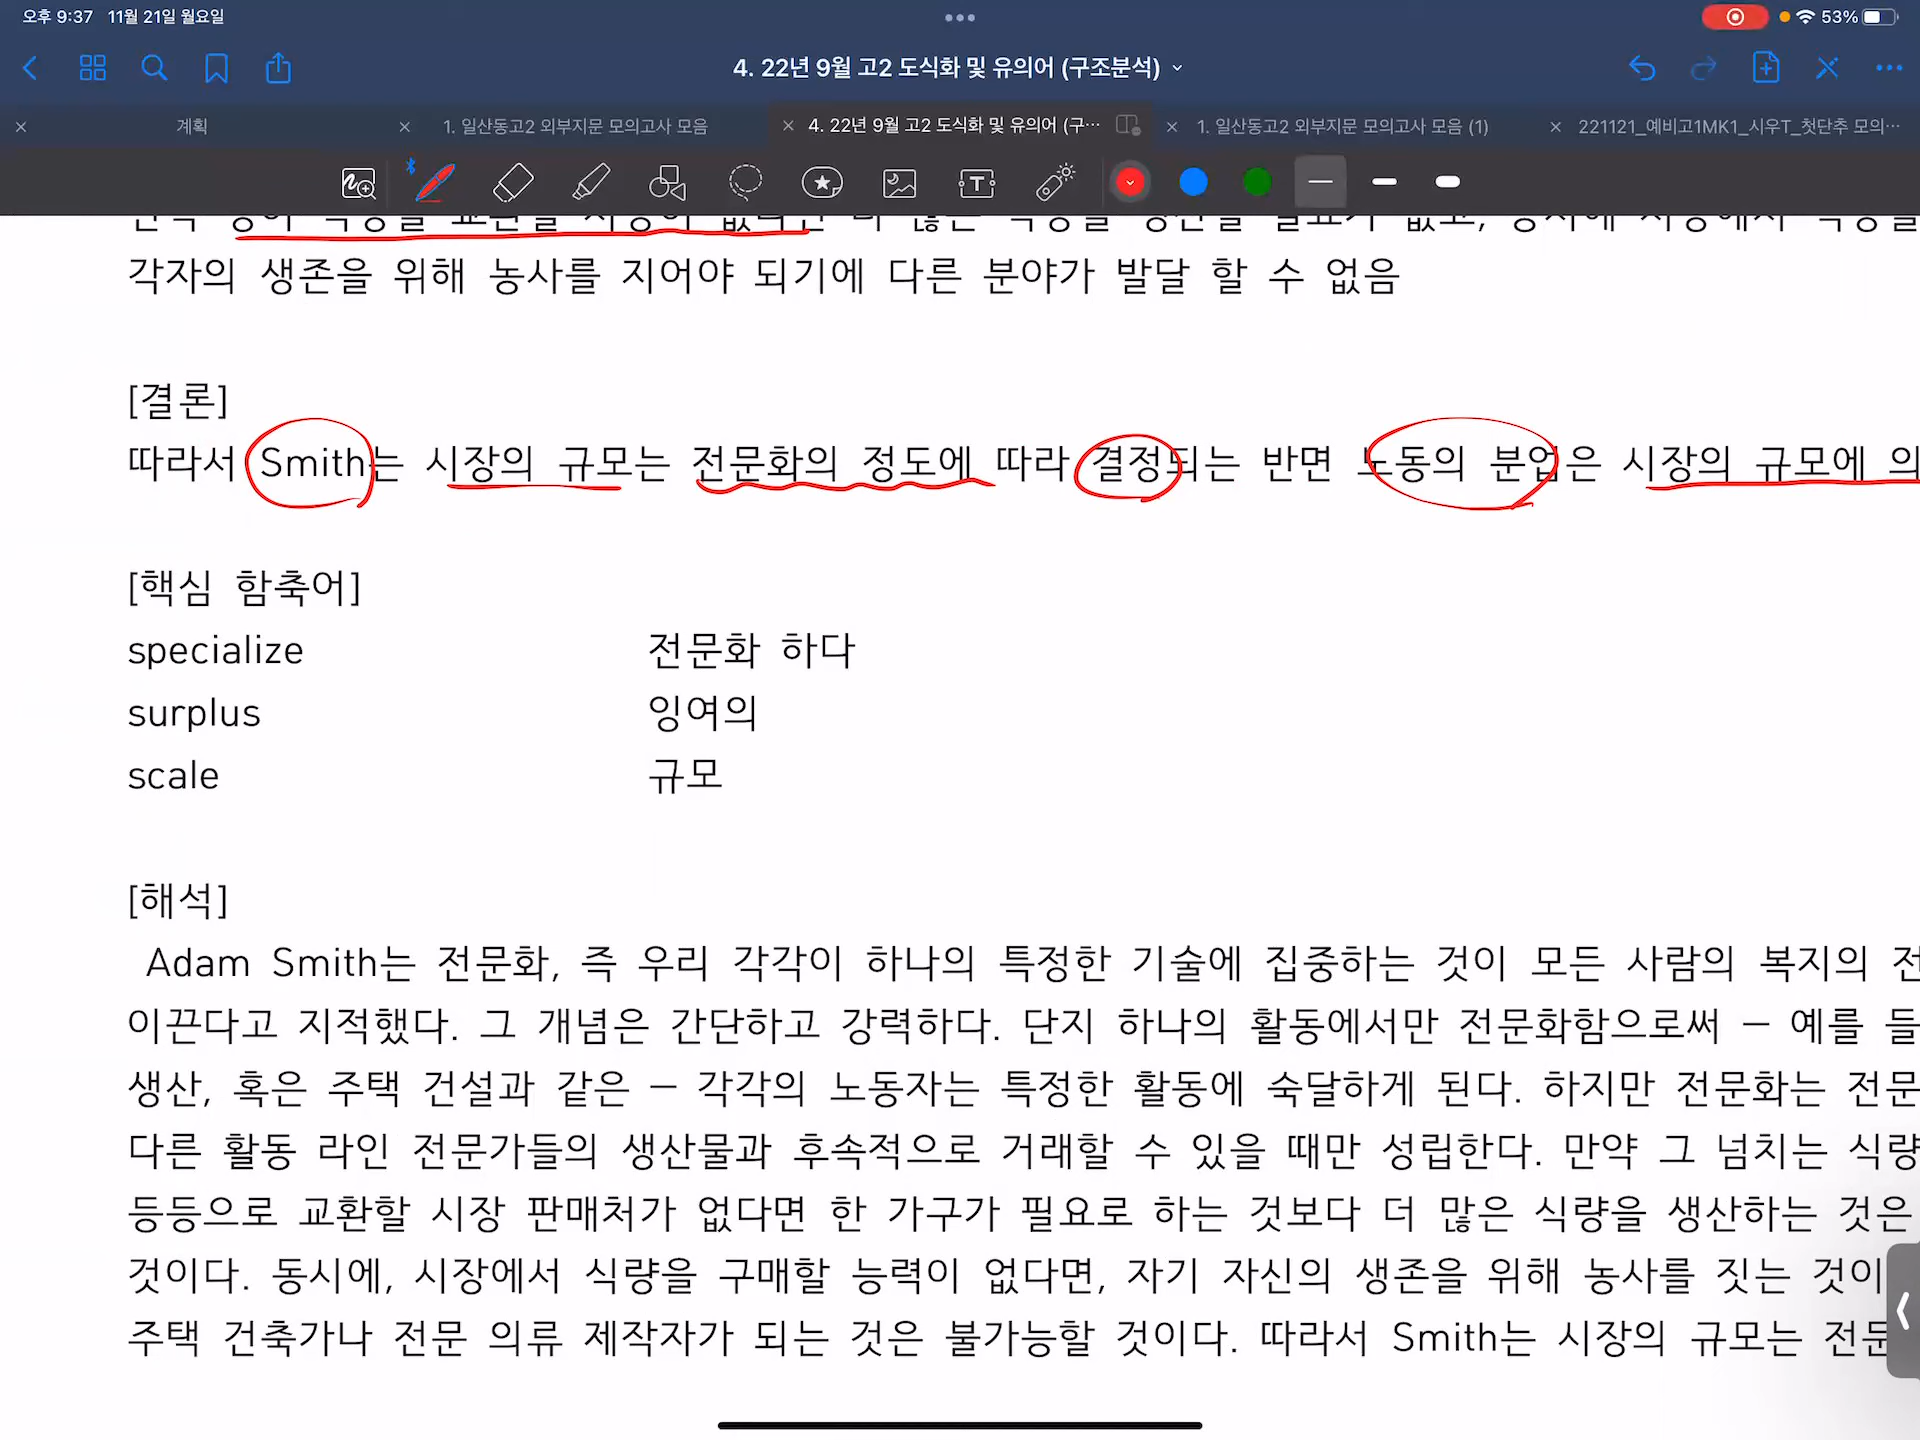 오후 9:37 11월 21일 월요일
53%
4. 22년 9월 고2 도식화 및 유의어 (구조분석)
계획
1. 일산동고2 외부지문 모의고사 모음
4. 22년 9월 고2 도식화 및 유의어 (구···
1. 일산동고2 외부지문 모의고사 모음 (1)
221121_예비고1MK1_시우T_첫단추 모의···
각자의 생존을 위해 농사를 지어야 되기에 다른 분야가 발달 할 수 없음
[결론]
따라서 Smith는 시장의 규모는 전문화의 정도에 따라 결정되는 반면 노동의 분업은 시장의 규모에 의
[핵심 함축어]
specialize 전문화 하다
surplus 잉여의
scale 규모
[해석]
Adam Smith는 전문화, 즉 우리 각각이 하나의 특정한 기술에 집중하는 것이 모든 사람의 복지의 전
이끈다고 지적했다. 그 개념은 간단하고 강력하다. 단지 하나의 활동에서만 전문화함으로써 – 예를 들
생산, 혹은 주택 건설과 같은 – 각각의 노동자는 특정한 활동에 숙달하게 된다. 하지만 전문화는 전문
다른 활동 라인 전문가들의 생산물과 후속적으로 거래할 수 있을 때만 성립한다. 만약 그 넘치는 식량
등등으로 교환할 시장 판매처가 없다면 한 가구가 필요로 하는 것보다 더 많은 식량을 생산하는 것은
것이다. 동시에, 시장에서 식량을 구매할 능력이 없다면, 자기 자신의 생존을 위해 농사를 짓는 것이
주택 건축가나 전문 의류 제작자가 되는 것은 불가능할 것이다. 따라서 Smith는 시장의 규모는 전문